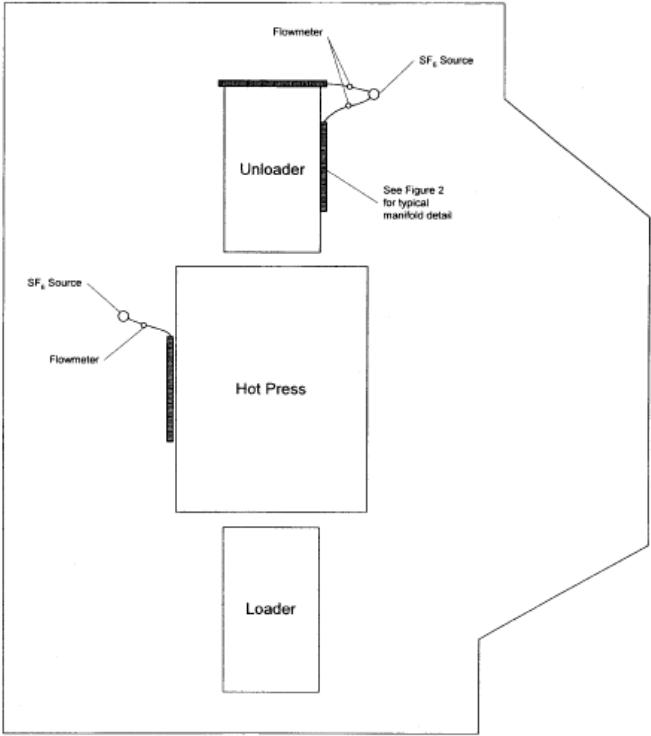 Flowmeter
SF₆ Source
Unloader
See Figure 2
for typical
manifold detail
SF₆ Source
Flowmeter
Hot Press
Loader